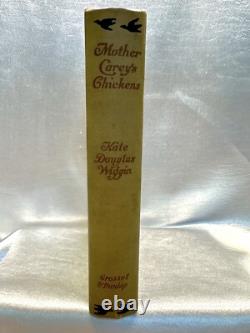 Mother
Carey's
Chickens
Kate
Douglas
Wiggin
Grosset
& Dunlap